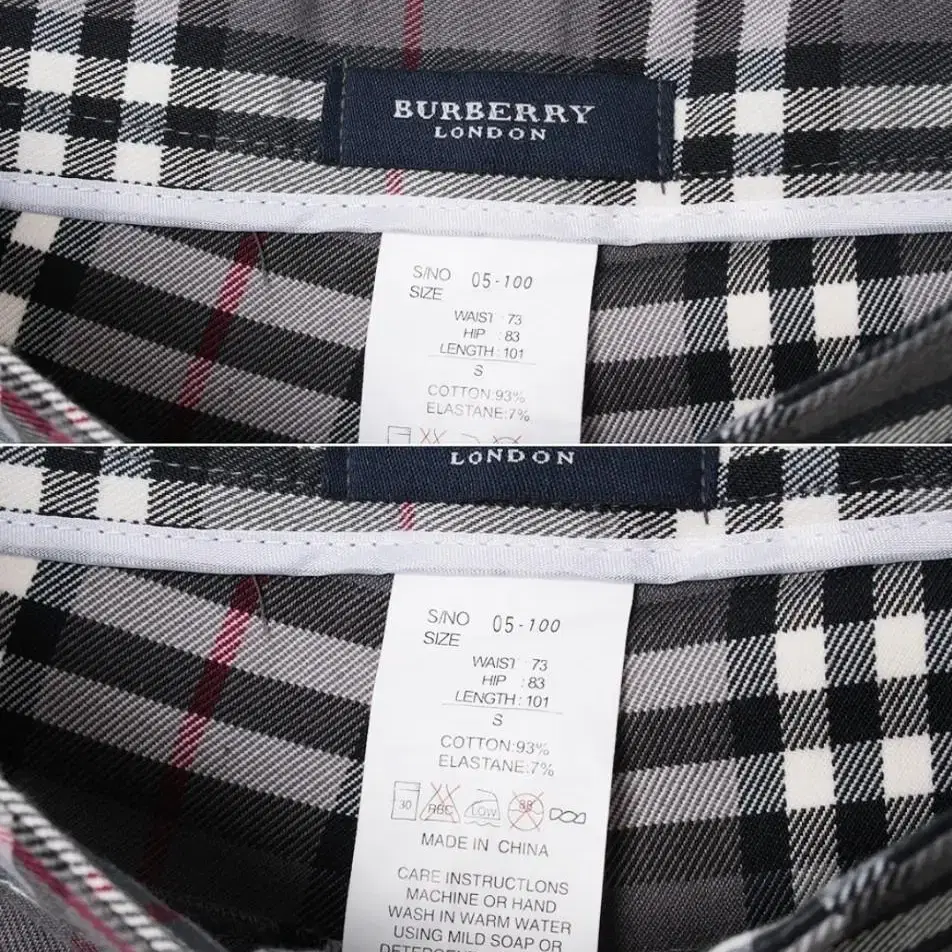 BURBERRY
LONDON
S/NO 05-100
SIZE
WAIST : 73
HIP : 83
LENGTH : 101
S
COTTON:93%
ELASTANE:7%
LONDON
S/NO 05-100
SIZE
WAIST : 73
HIP : 83
LENGTH : 101
S
COTTON:93%
ELASTANE:7%
30 LOW
MADE IN CHINA
CARE INSTRUCTLONS
MACHINE OR HAND
WASH IN WARM WATER
USING MILD SOAP OR